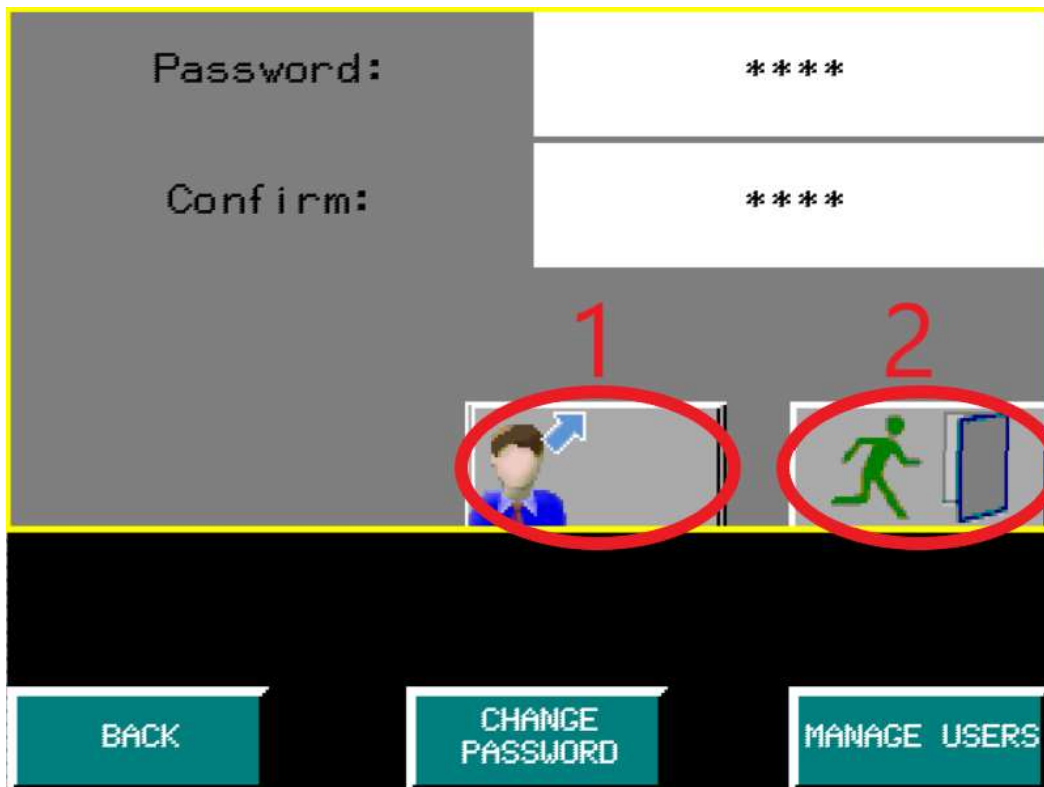 Password:
****
Confirm:
****
1
2
BACK
CHANGE
PASSWORD
MANAGE USERS